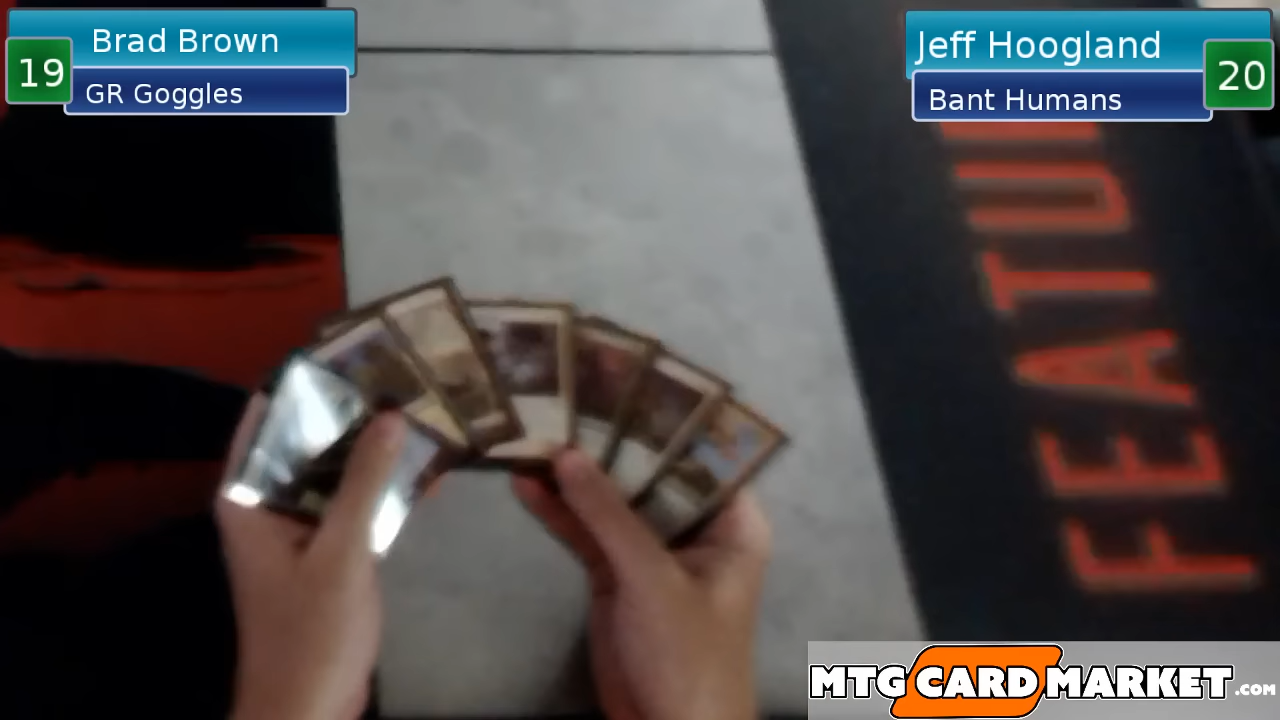 Brad Brown
19
GR Goggles
Jeff Hoogland
20
Bant Humans
FEATU
MTG CARD MARKET.com